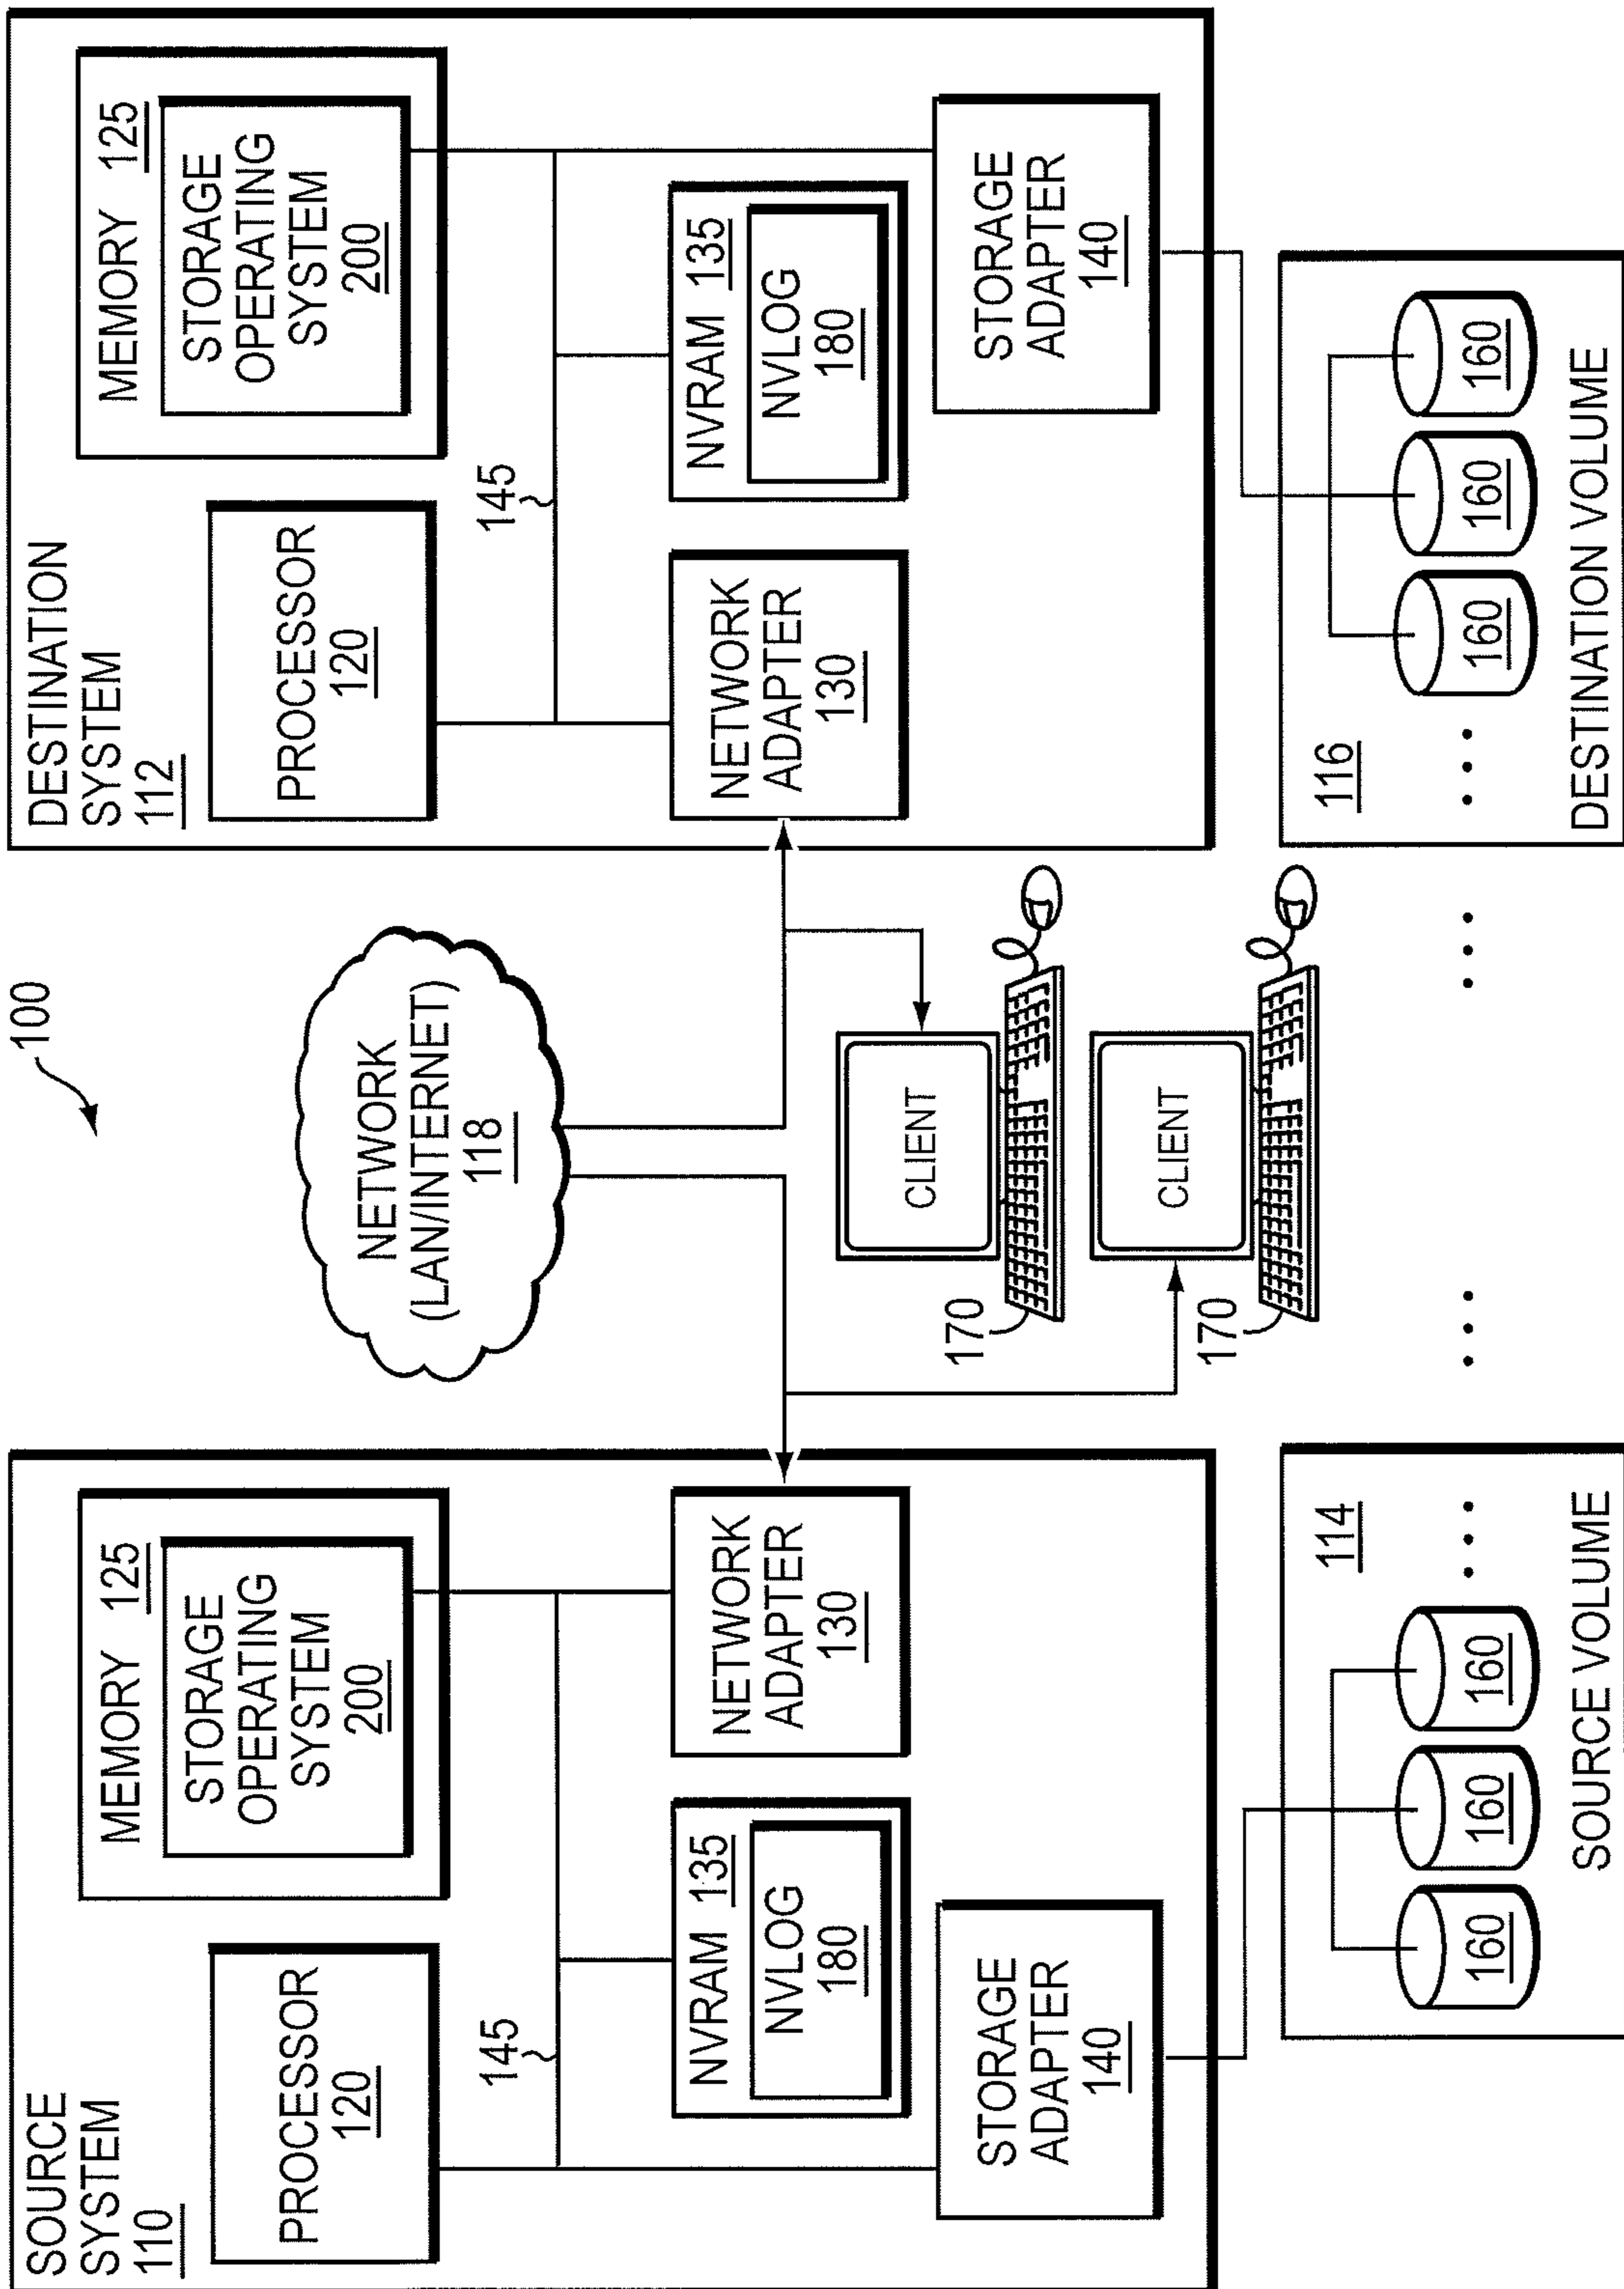 100
SOURCE
SYSTEM
110
PROCESSOR
120
MEMORY 125
STORAGE
OPERATING
SYSTEM
200
145
NVRAM 135
NVLOG
180
NETWORK
ADAPTER
130
STORAGE
ADAPTER
140
114
160
160
160
SOURCE VOLUME
NETWORK
(LAN/INTERNET)
118
CLIENT
170
CLIENT
170
DESTINATION
SYSTEM
112
PROCESSOR
120
MEMORY 125
STORAGE
OPERATING
SYSTEM
200
145
NETWORK
ADAPTER
130
NVRAM 135
NVLOG
180
STORAGE
ADAPTER
140
116
160
160
160
DESTINATION VOLUME